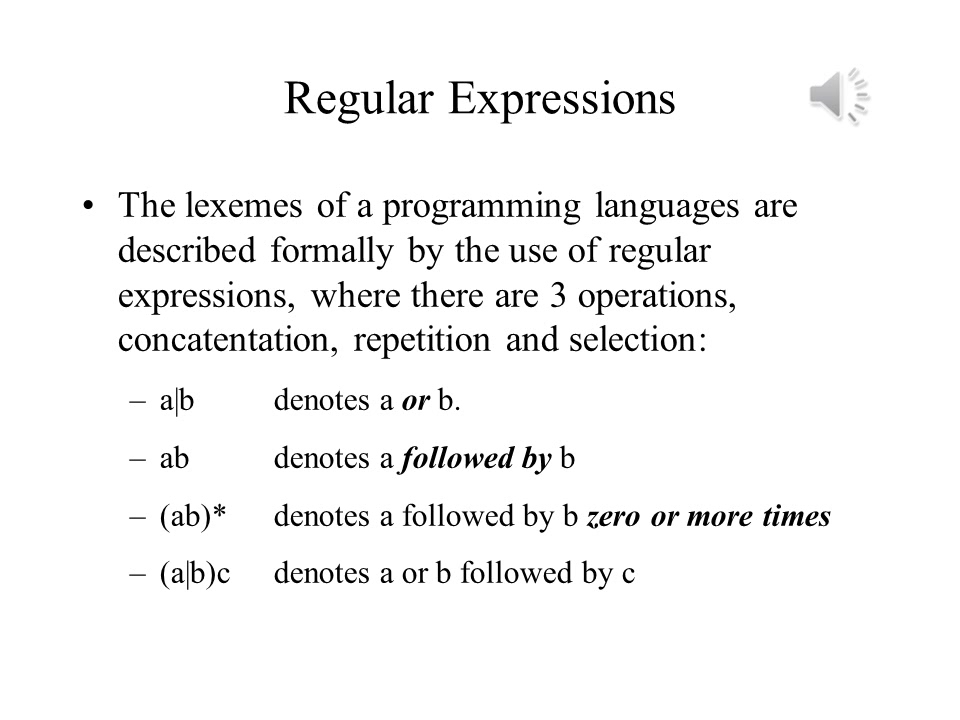 Regular Expressions
• The lexemes of a programming languages are
described formally by the use of regular
expressions, where there are 3 operations,
concatentation, repetition and selection:
– a|b denotes a or b.
– ab denotes a followed by b
– (ab)* denotes a followed by b zero or more times
– (a|b)c denotes a or b followed by c